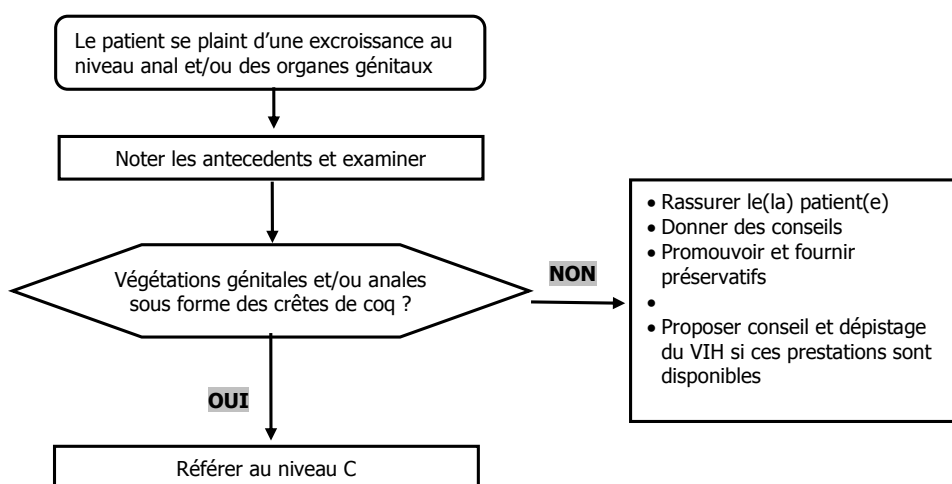 Le patient se plaint d'une excroissance au
niveau anal et/ou des organes génitaux
Noter les antecedents et examiner
Végétations génitales et/ou anales
sous forme des crêtes de coq ?
NON
• Rassurer le(la) patient(e)
• Donner des conseils
• Promouvoir et fournir
préservatifs
•
• Proposer conseil et dépistage
du VIH si ces prestations sont
disponibles
OUI
Référer au niveau C